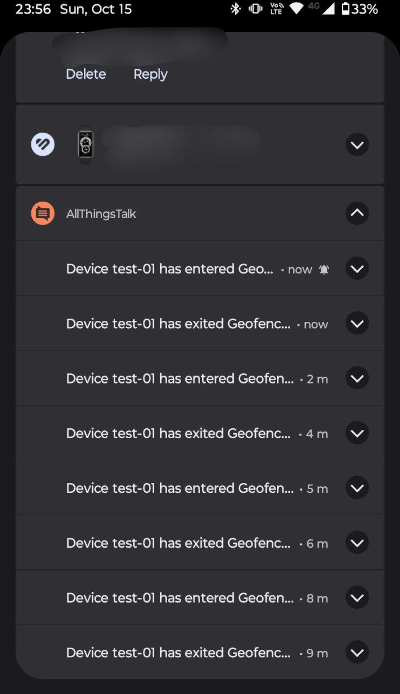 23:56 Sun, Oct 15 Vo LTE 4G 33%
Delete Reply
AllThingsTalk
Device test-01 has entered Geo... • now
Device test-01 has exited Geofenc... • now
Device test-01 has entered Geofen... • 2 m
Device test-01 has exited Geofenc... • 4 m
Device test-01 has entered Geofen... • 5 m
Device test-01 has exited Geofenc... • 6 m
Device test-01 has entered Geofen... • 8 m
Device test-01 has exited Geofenc... • 9 m